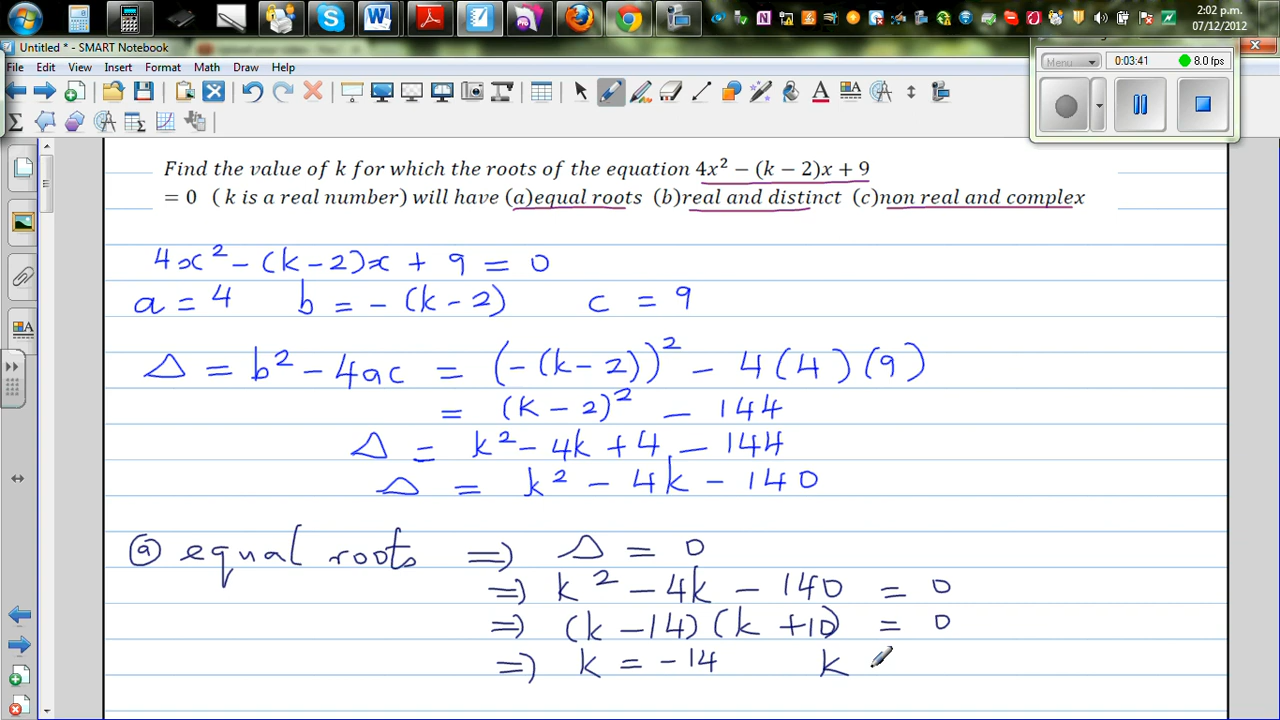 2:02 p.m.
07/12/2012
Untitled * - SMART Notebook
File Edit View Insert Format Math Draw Help
Menu 0:03:41 8.0 fps
Find the value of k for which the roots of the equation 4x² − (k − 2)x + 9
= 0 ( k is a real number) will have (a)equal roots (b)real and distinct (c)non real and complex
4x² - (k-2)x + 9 = 0
a = 4 b = - (k-2) c = 9
Δ = b² - 4ac = (-(k-2))² - 4(4)(9)
= (k-2)² - 144
Δ = k² - 4k + 4 - 144
Δ = k² - 4k - 140
(a) equal roots ⇒ Δ = 0
⇒ k² - 4k - 140 = 0
⇒ (k - 14)(k + 10) = 0
⇒ k = -14 k